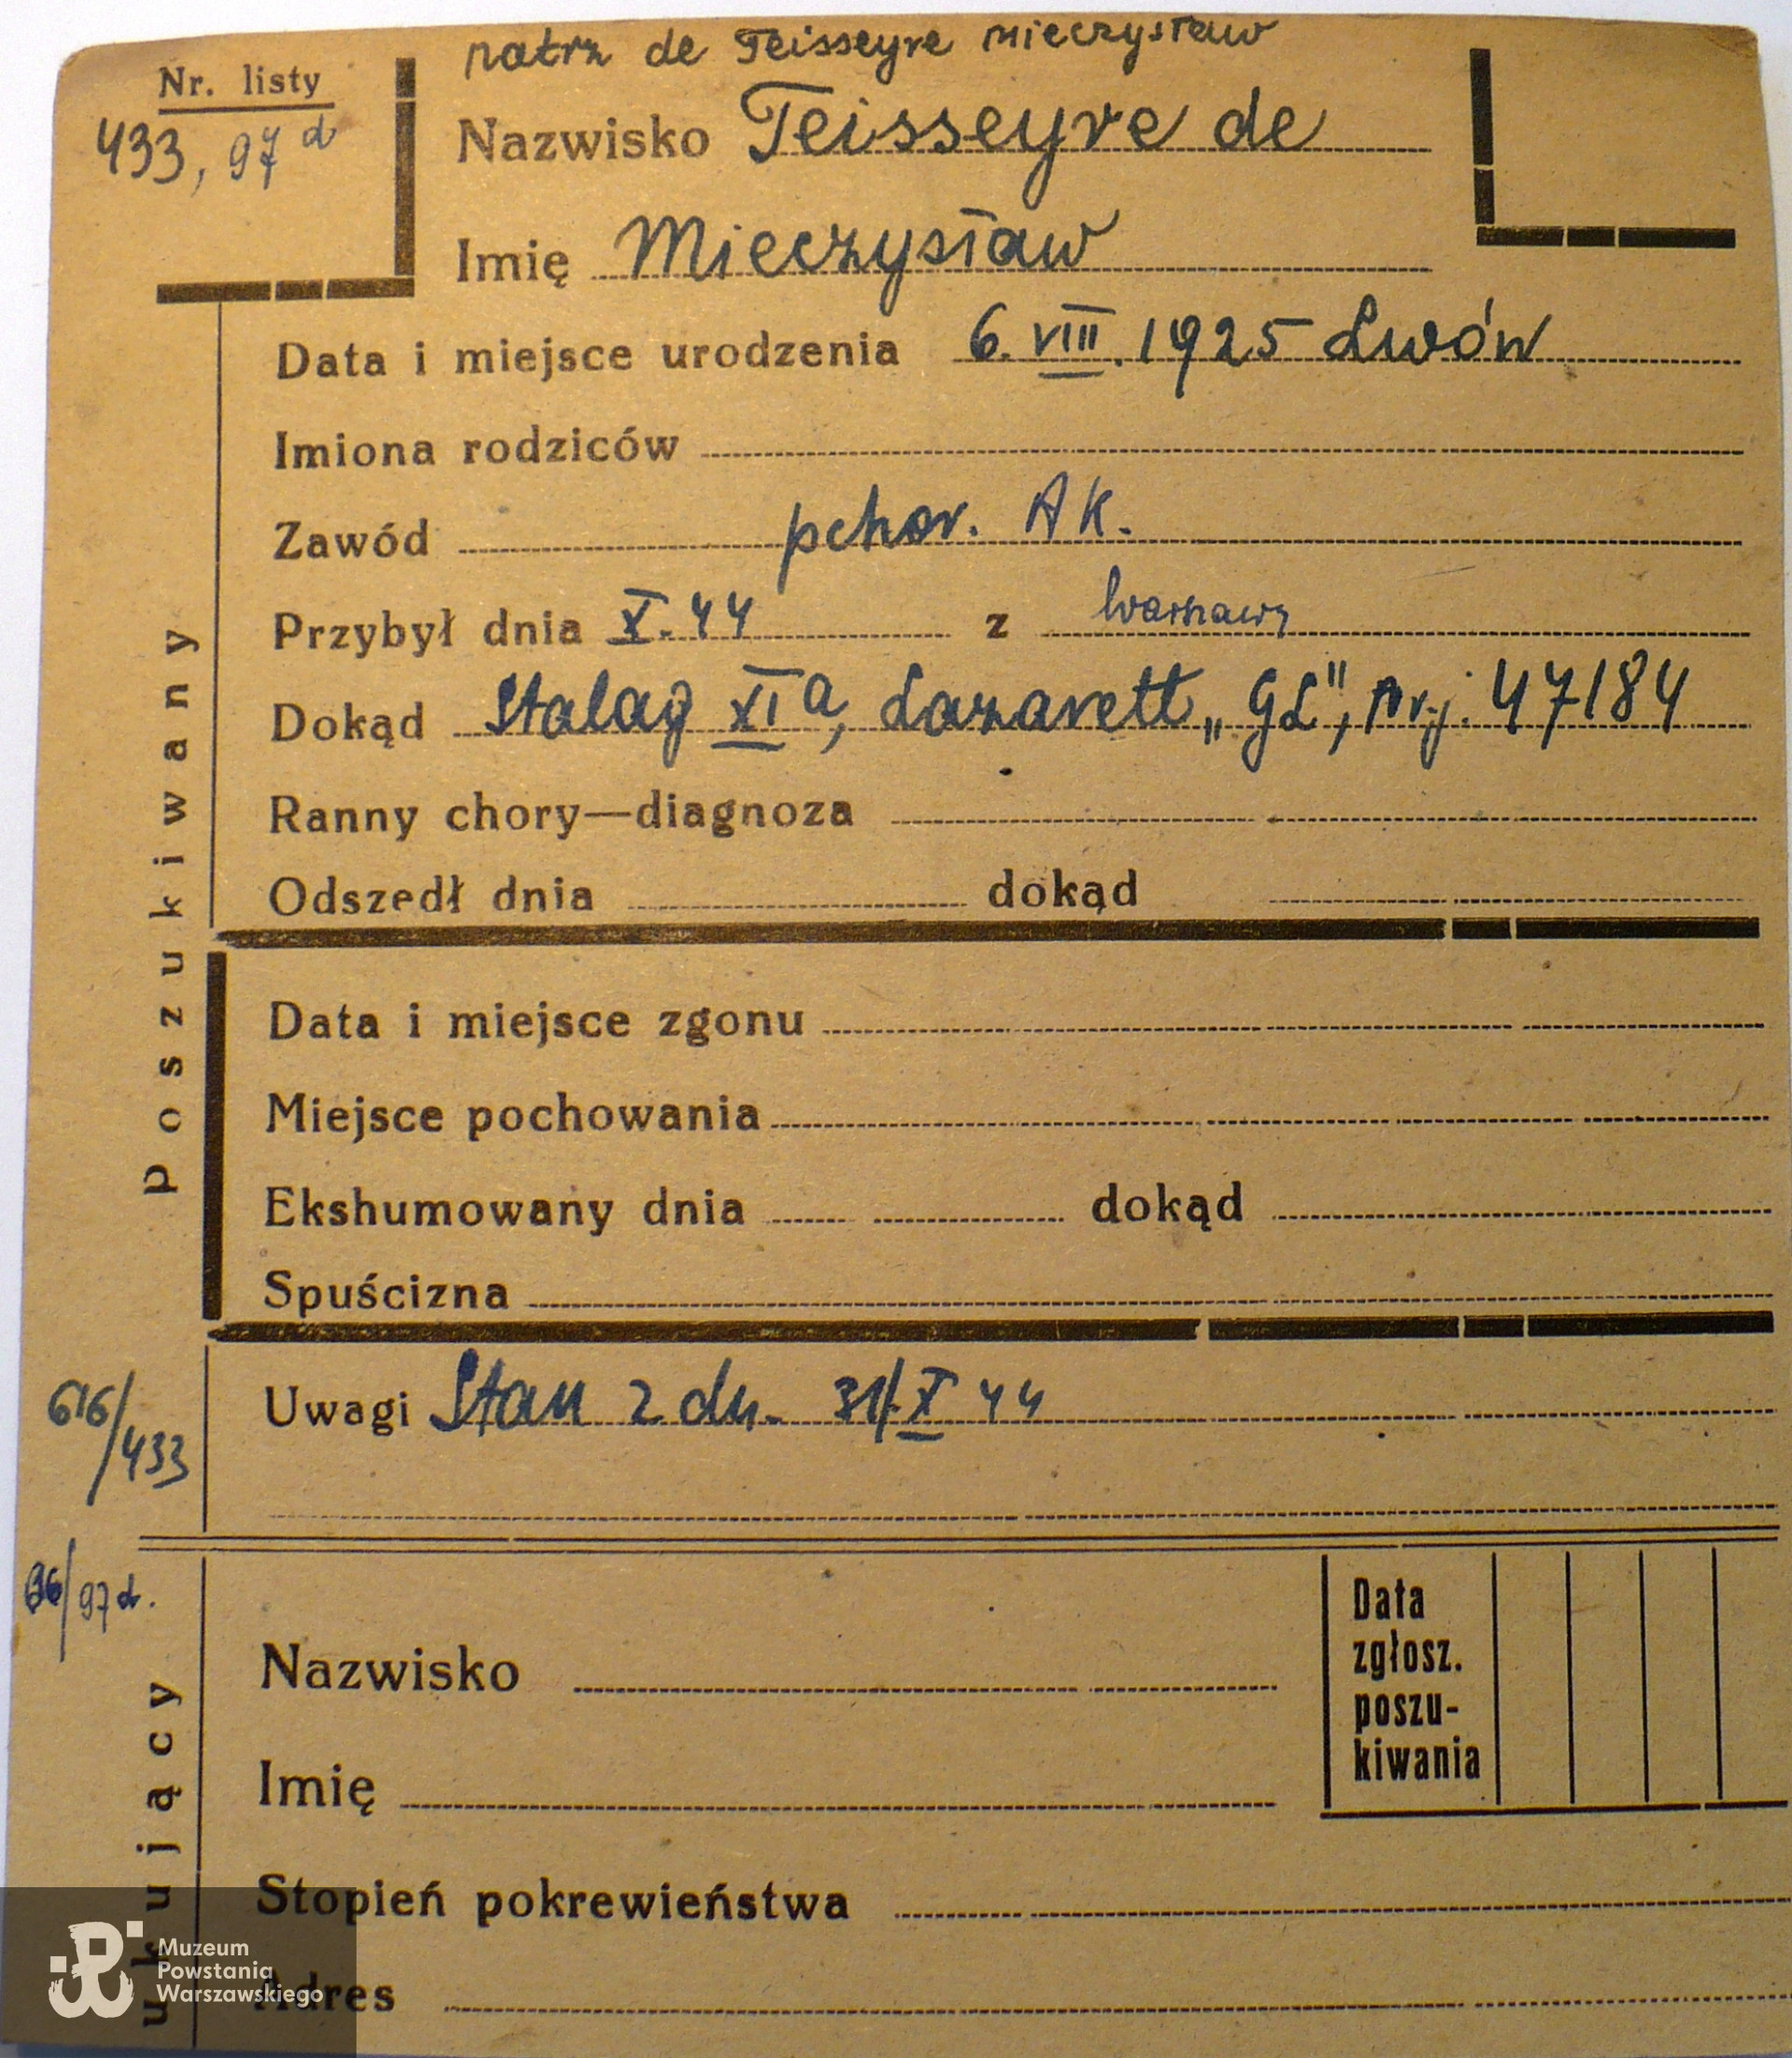 patrz de Teisseyre Mieczysław
Nr. listy
433, 97 d
Nazwisko Teisseyre de
Imię Mieczysław
Data i miejsce urodzenia 6. VIII. 1925 Lwów
Imiona rodziców
Zawód pchor. AK.
Przybył dnia X. 44 z Warszawy
Dokąd Stalag XI a, Lazarett „GL", nrj. 47184
Ranny chory—diagnoza
Odszedł dnia dokąd
Poszukiwany
Data i miejsce zgonu
Miejsce pochowania
Ekshumowany dnia dokąd
Spuścizna
616/433
Uwagi Stan z dn. 31/X 44
/97 d.
Nazwisko
Data
zgłosz.
poszu-
kiwania
Imię
Stopień pokrewieństwa
Adres
ukujący
Muzeum
Powstania
Warszawskiego